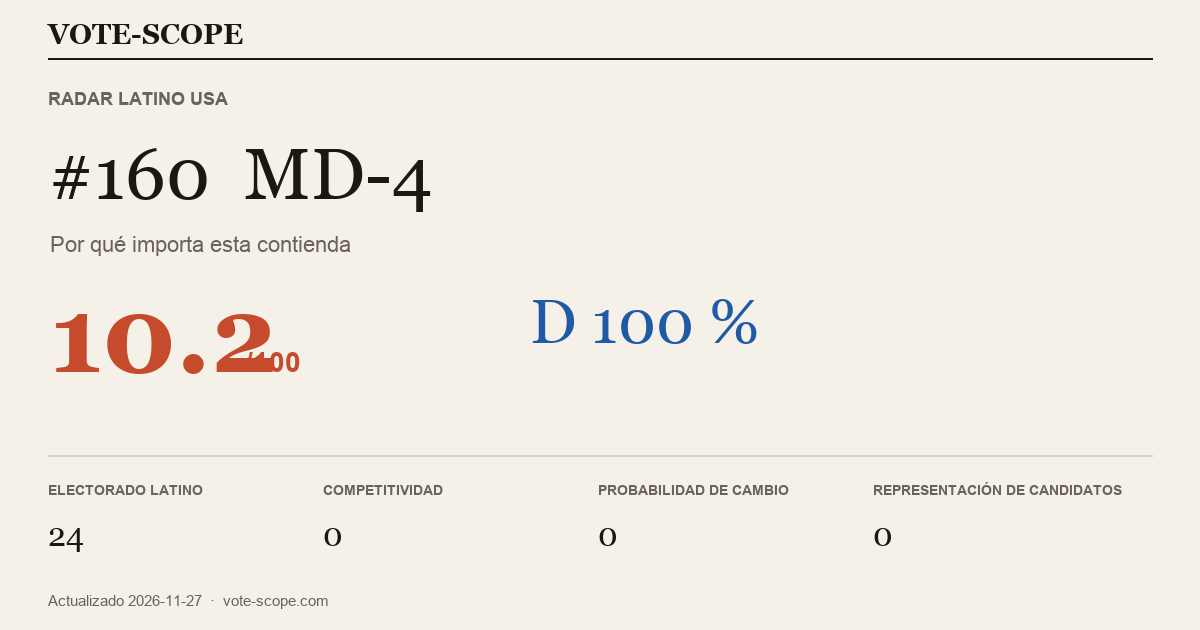 VOTE-SCOPE
RADAR LATINO USA
#160 MD-4
Por qué importa esta contienda
10.2/100
D 100 %
ELECTORADO LATINO
COMPETITIVIDAD
PROBABILIDAD DE CAMBIO
REPRESENTACIÓN DE CANDIDATOS
24
0
0
0
Actualizado 2026-11-27 · vote-scope.com